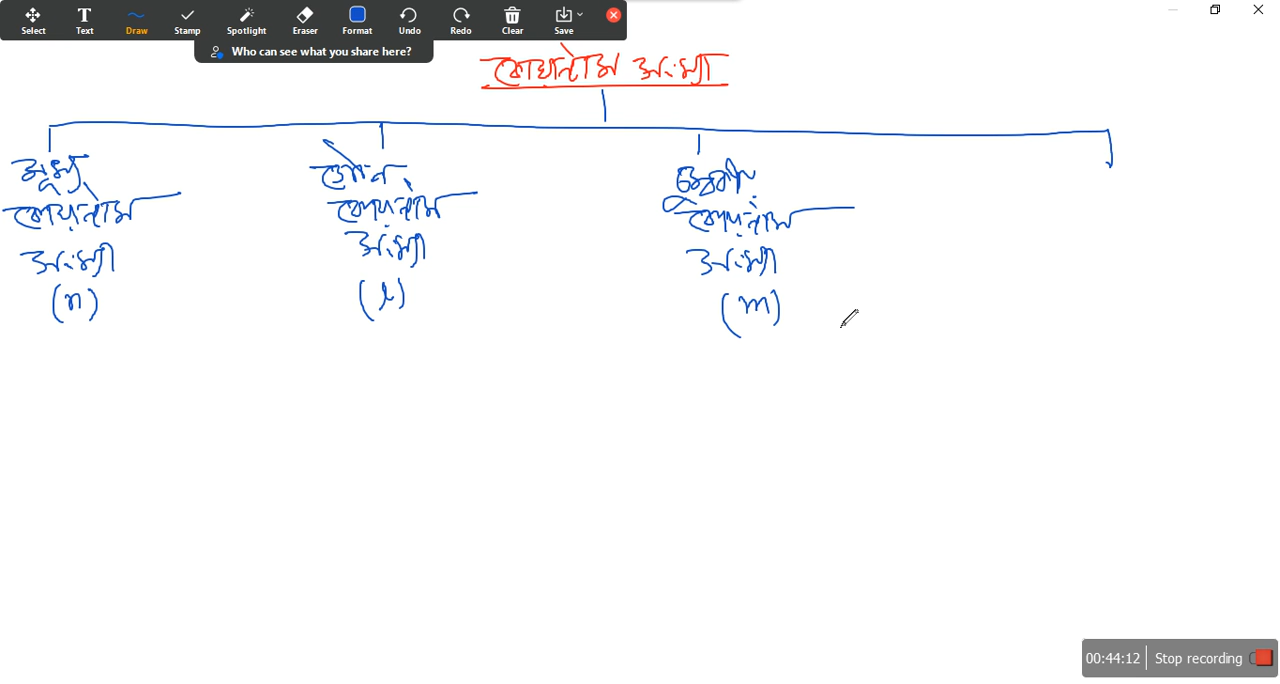 Select Text Draw Stamp Spotlight Eraser Format Undo Redo Clear Save
Who can see what you share here?
কোয়ান্টাম সংখ্যা
মূখ্য
কোয়ান্টাম
সংখ্যা
(n)
গৌন
কোয়ান্টাম
সংখ্যা
(l)
চুম্বকীয়
কোয়ান্টাম
সংখ্যা
(m)
00:44:12 Stop recording